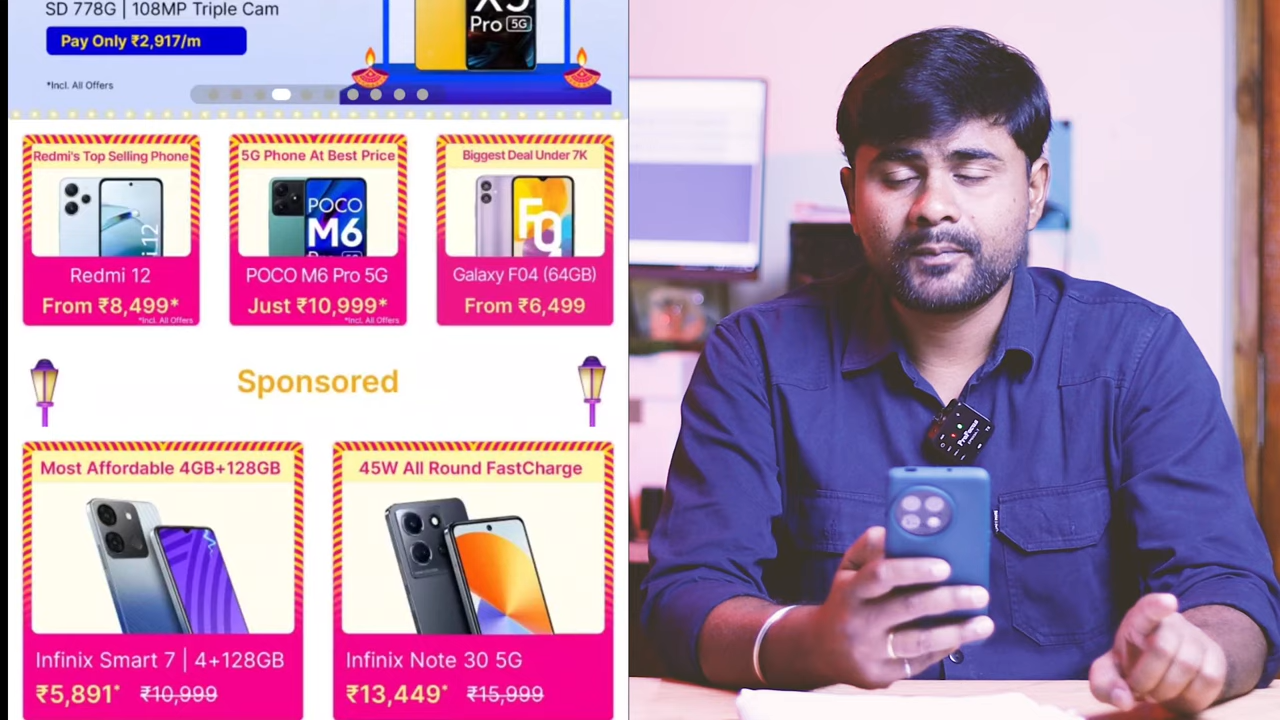 SD 778G | 108MP Triple Cam
X5
Pro 5G
Pay Only ₹2,917/m
*Incl. All Offers
Redmi's Top Selling Phone
5G Phone At Best Price
Biggest Deal Under 7K
POCO
M6
Redmi 12
POCO M6 Pro 5G
Galaxy F04 (64GB)
From ₹8,499*
Just ₹10,999*
From ₹6,499
*Incl. All Offers
*Incl. All Offers
Sponsored
Most Affordable 4GB+128GB
45W All Round FastCharge
Infinix Smart 7 | 4+128GB
Infinix Note 30 5G
₹5,891* ₹10,999
₹13,449* ₹15,999